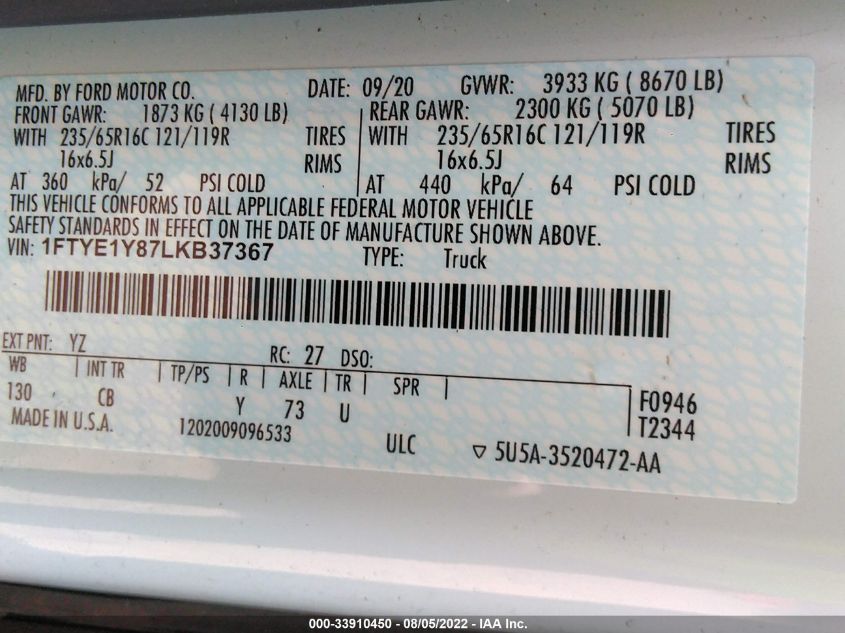 MFD. BY FORD MOTOR CO. DATE: 09/20 GVWR: 3933 KG ( 8670 LB)
FRONT GAWR: 1873 KG ( 4130 LB) REAR GAWR: 2300 KG ( 5070 LB)
WITH 235/65R16C 121/119R TIRES WITH 235/65R16C 121/119R TIRES
16x6.5J RIMS 16x6.5J RIMS
AT 360 kPa/ 52 PSI COLD AT 440 kPa/ 64 PSI COLD
THIS VEHICLE CONFORMS TO ALL APPLICABLE FEDERAL MOTOR VEHICLE
SAFETY STANDARDS IN EFFECT ON THE DATE OF MANUFACTURE SHOWN ABOVE.
VIN: 1FTYE1Y87LKB37367 TYPE: Truck
EXT PNT: YZ RC: 27 DSO:
WB INT TR TP/PS R AXLE TR SPR
130 CB Y 73 U F0946
T2344
MADE IN U.S.A. 1202009096533 ULC 5U5A-3520472-AA
000-33910450 - 08/05/2022 - IAA Inc.